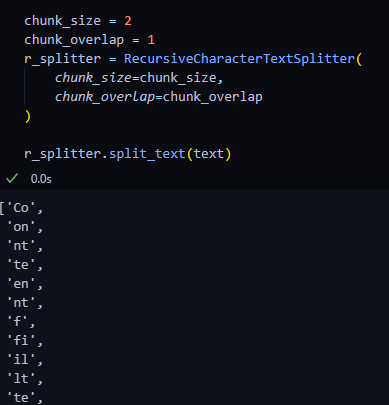 chunk_size = 2
chunk_overlap = 1
r_splitter = RecursiveCharacterTextSplitter(
    chunk_size=chunk_size,
    chunk_overlap=chunk_overlap
)

r_splitter.split_text(text)
✓ 0.0s
['Co',
 'on',
 'nt',
 'te',
 'en',
 'nt',
 'f',
 'fi',
 'il',
 'lt',
 'te',